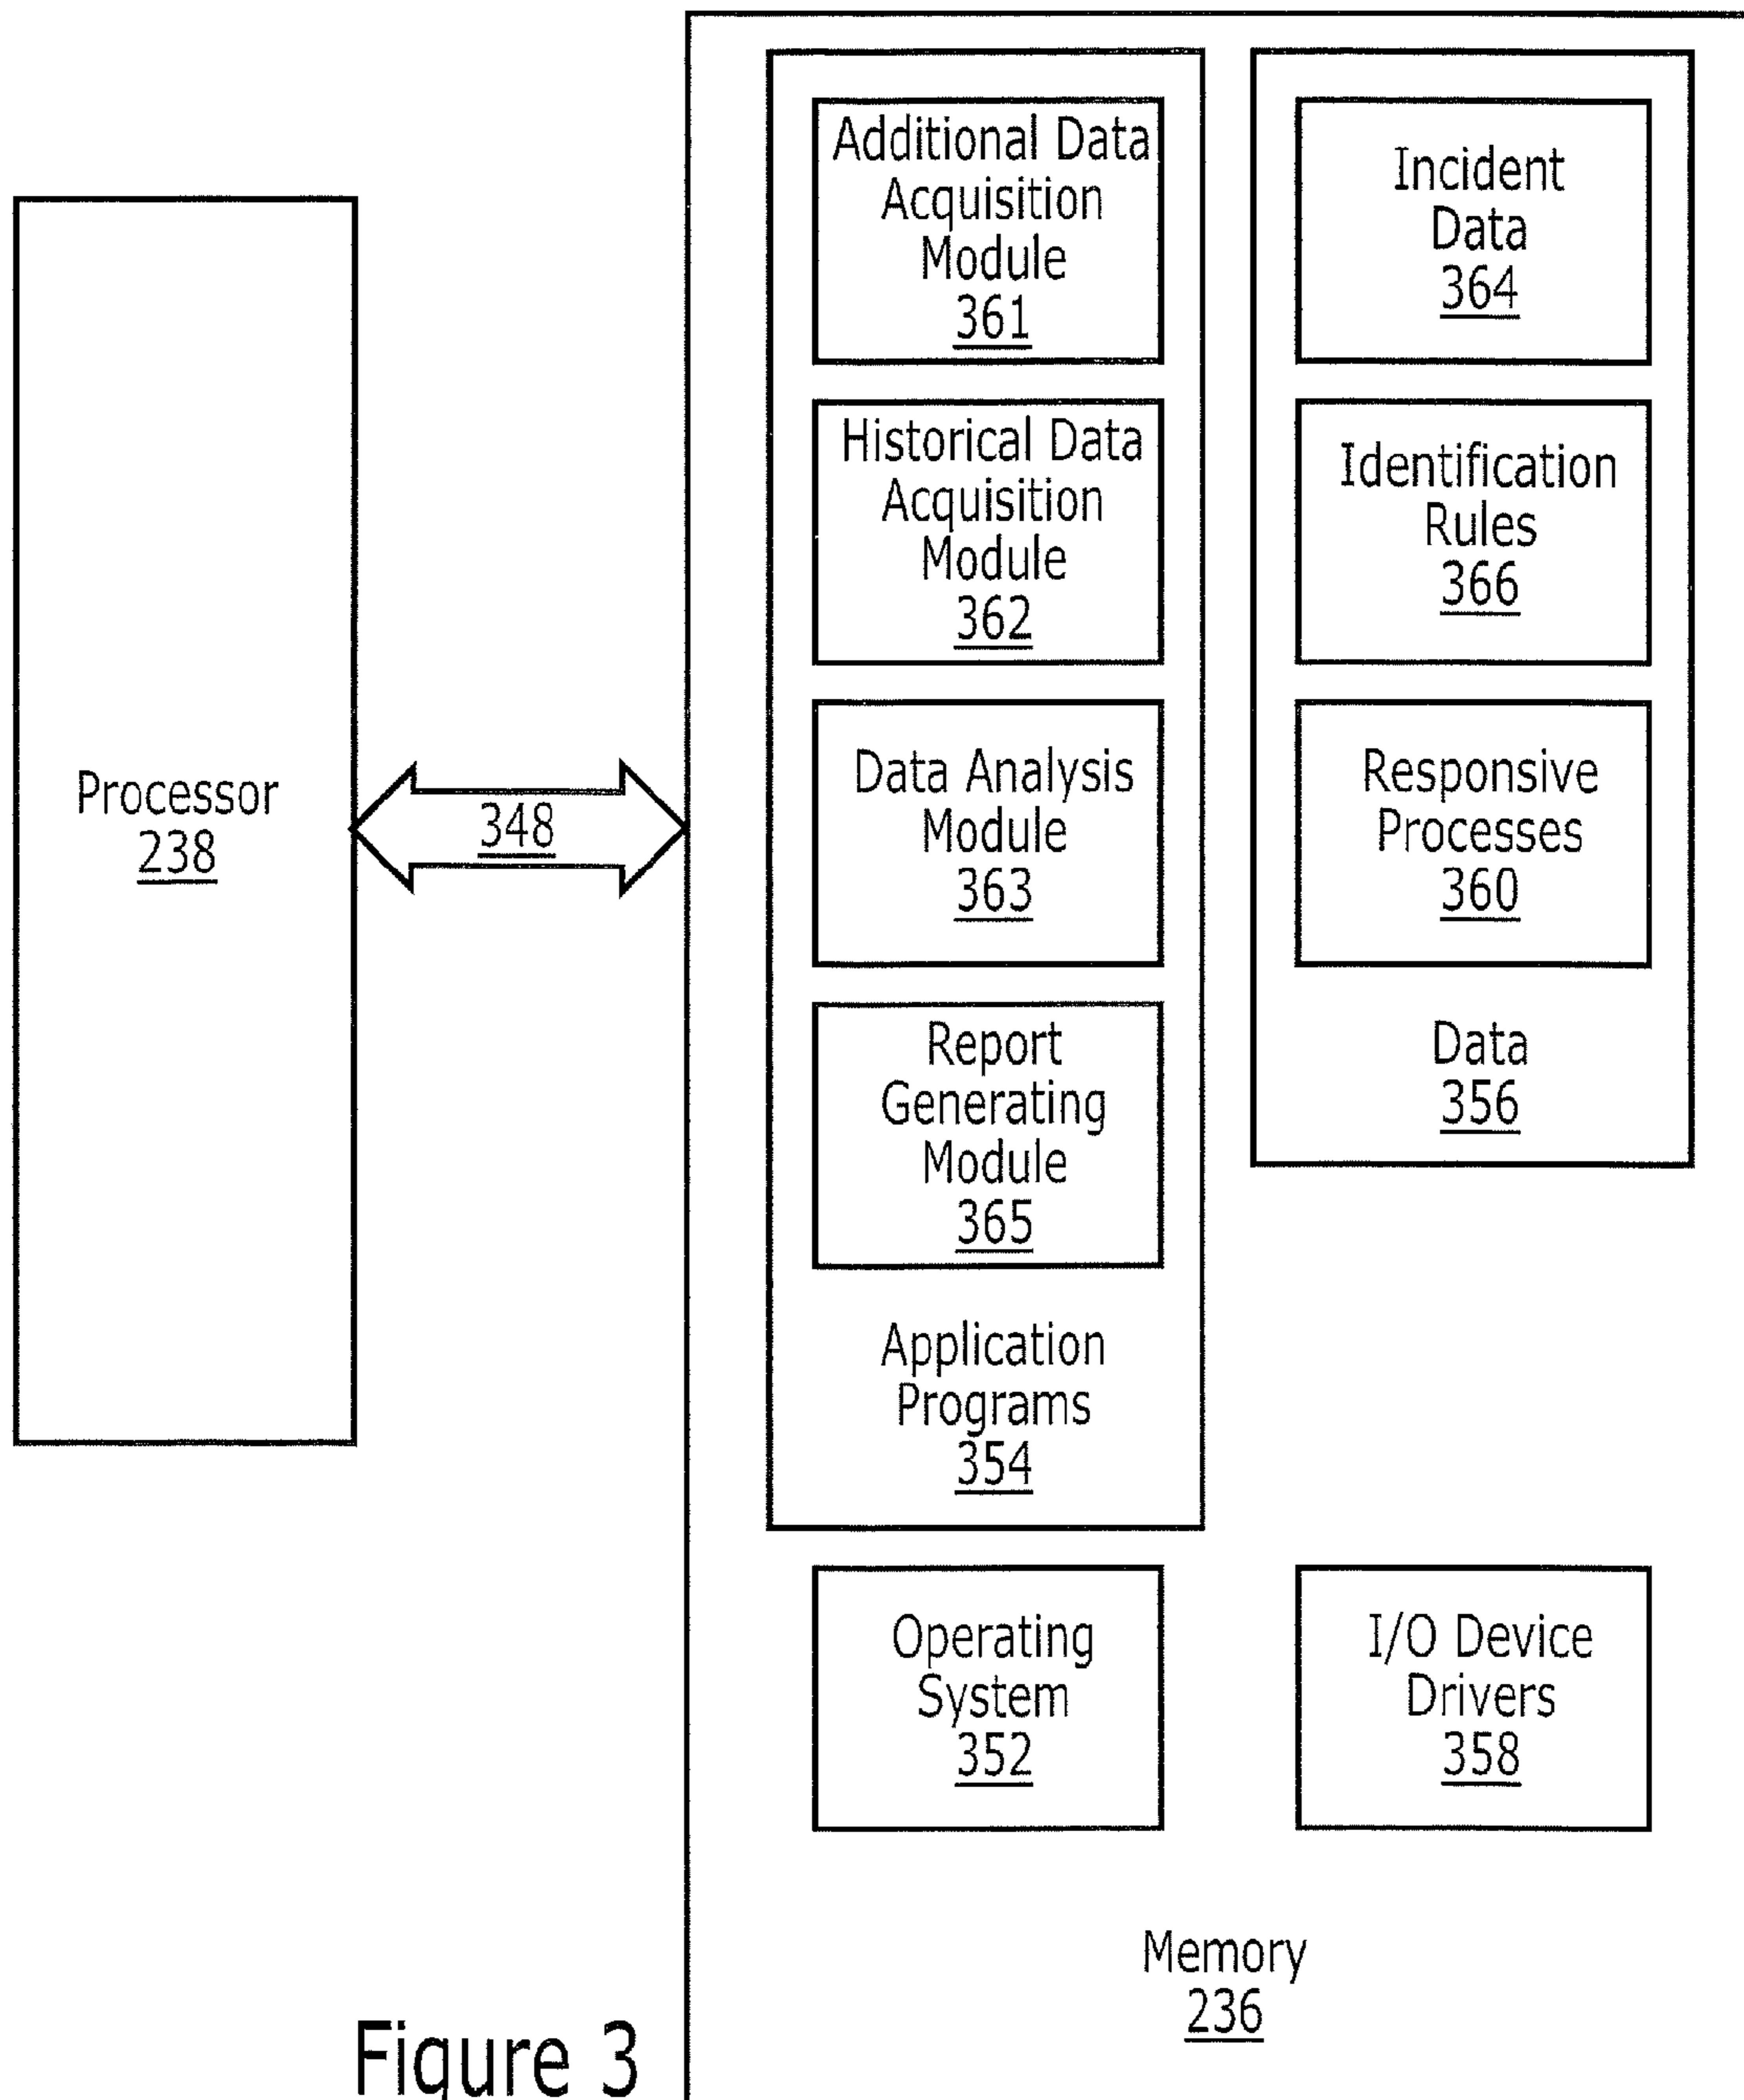 Processor
238
348
Additional Data
Acquisition
Module
361
Historical Data
Acquisition
Module
362
Data Analysis
Module
363
Report
Generating
Module
365
Application
Programs
354
Incident
Data
364
Identification
Rules
366
Responsive
Processes
360
Data
356
Operating
System
352
I/O Device
Drivers
358
Memory
236
Figure 3